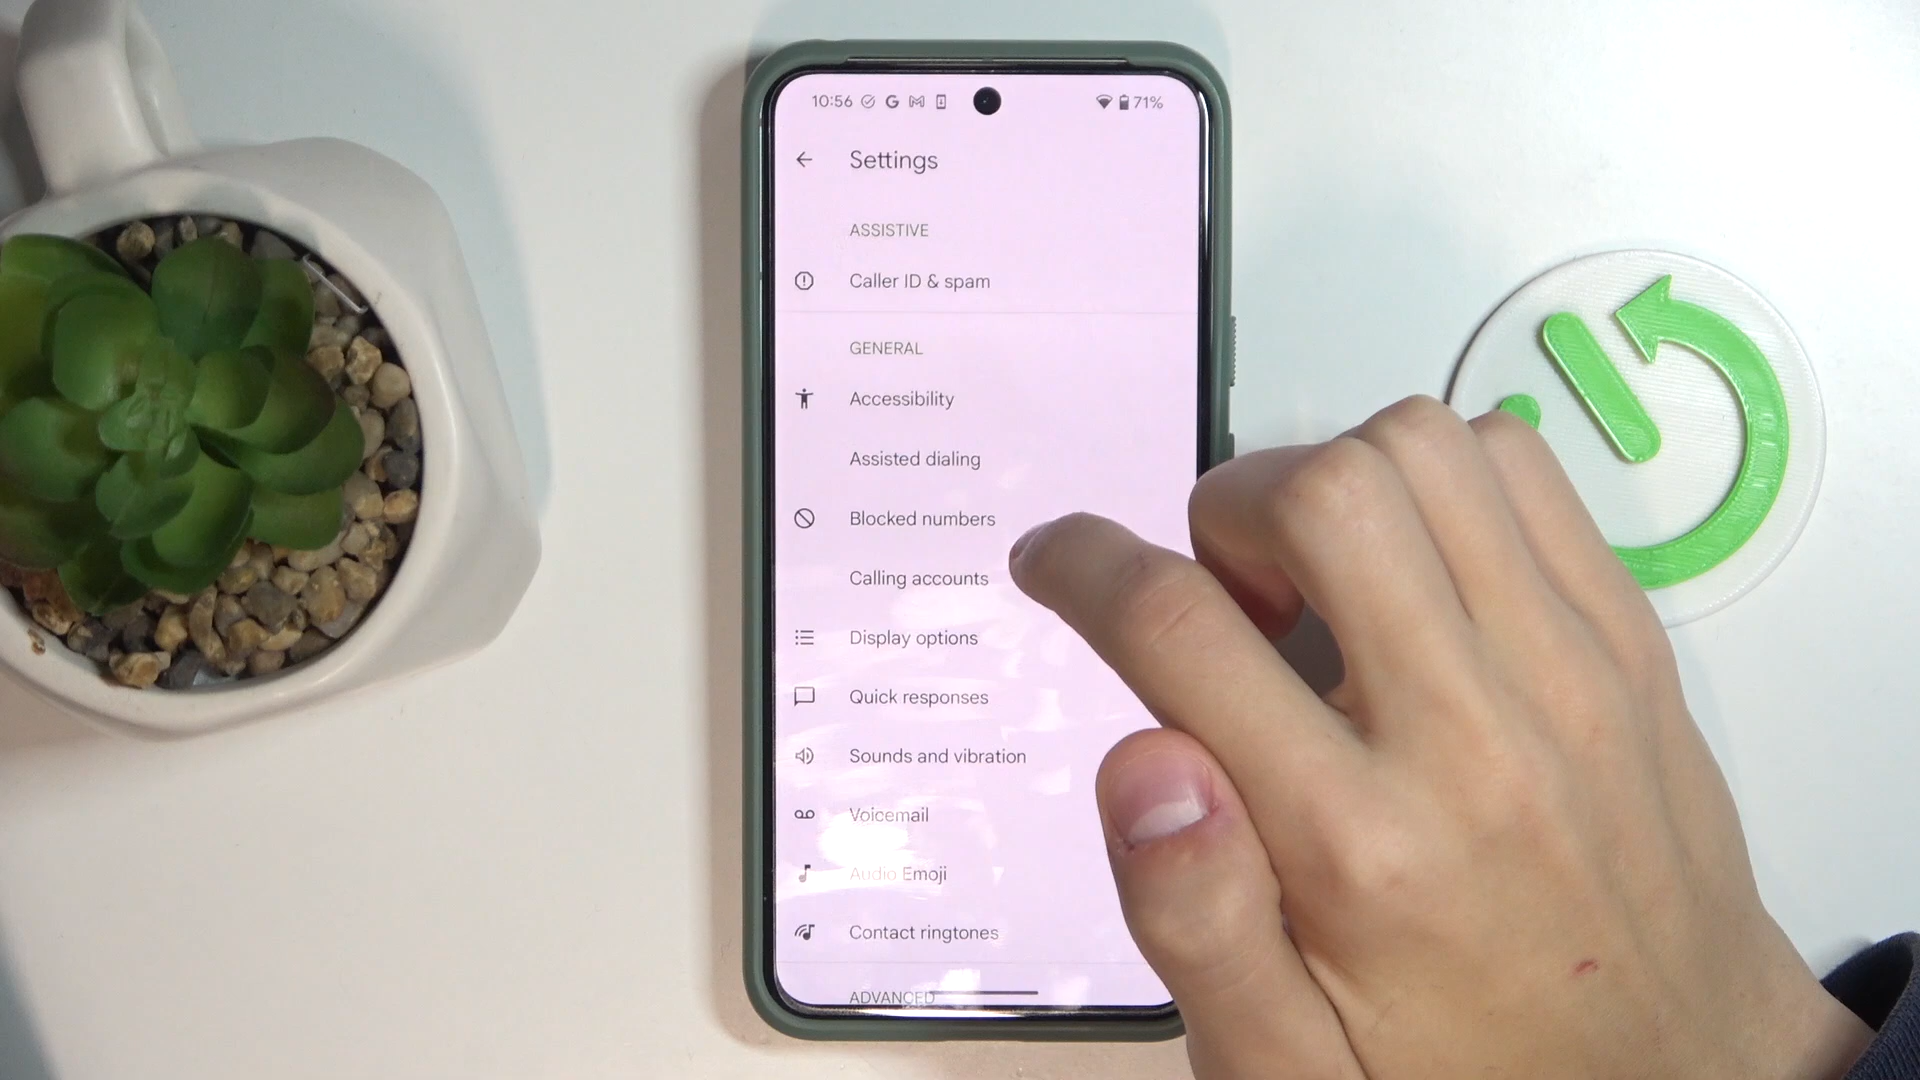 10:56 71%
Settings
ASSISTIVE
Caller ID & spam
GENERAL
Accessibility
Assisted dialing
Blocked numbers
Calling accounts
Display options
Quick responses
Sounds and vibration
Voicemail
Audio Emoji
Contact ringtones
ADVANCED